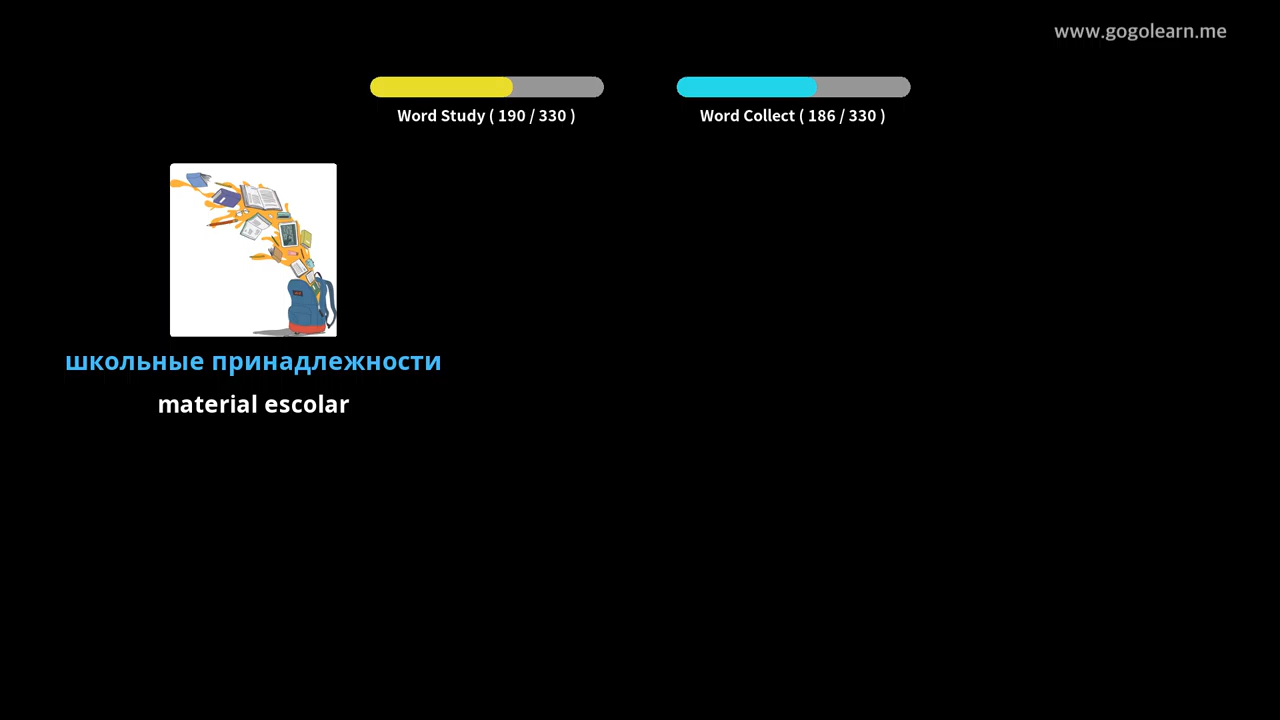 www.gogolearn.me
Word Study ( 190 / 330 )
Word Collect ( 186 / 330 )
школьные принадлежности
material escolar